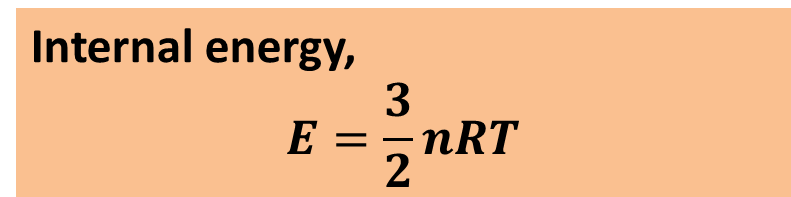 Internal energy,
E = 3/2 nRT